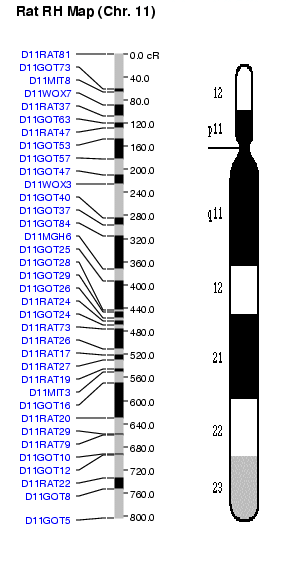 Rat RH Map (Chr. 11)
D11RAT81
D11GOT73
D11MIT8
D11WOX7
D11RAT37
D11GOT63
D11RAT47
D11GOT53
D11GOT57
D11GOT47
D11WOX3
D11GOT40
D11GOT37
D11GOT84
D11MGH6
D11GOT25
D11GOT28
D11GOT29
D11GOT26
D11RAT24
D11GOT24
D11RAT73
D11RAT26
D11RAT17
D11RAT27
D11RAT19
D11MIT3
D11GOT16
D11RAT20
D11RAT29
D11RAT79
D11GOT10
D11GOT12
D11RAT22
D11GOT8
D11GOT5
0.0 cR
40.0
80.0
120.0
160.0
200.0
240.0
280.0
320.0
360.0
400.0
440.0
480.0
520.0
560.0
600.0
640.0
680.0
720.0
760.0
800.0
12
p11
q11
12
21
22
23